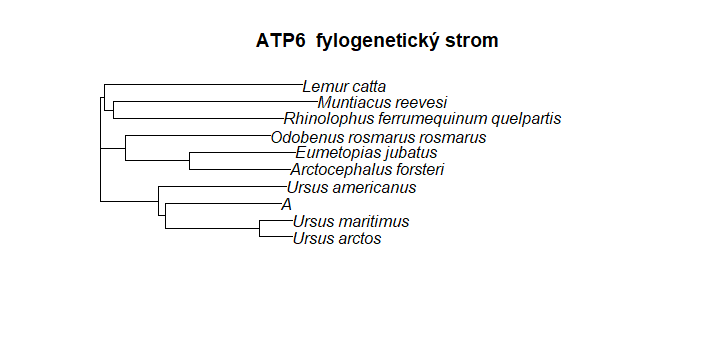 ATP6 fylogenetický strom
Lemur catta
Muntiacus reevesi
Rhinolophus ferrumequinum quelpartis
Odobenus rosmarus rosmarus
Eumetopias jubatus
Arctocephalus forsteri
Ursus americanus
A
Ursus maritimus
Ursus arctos